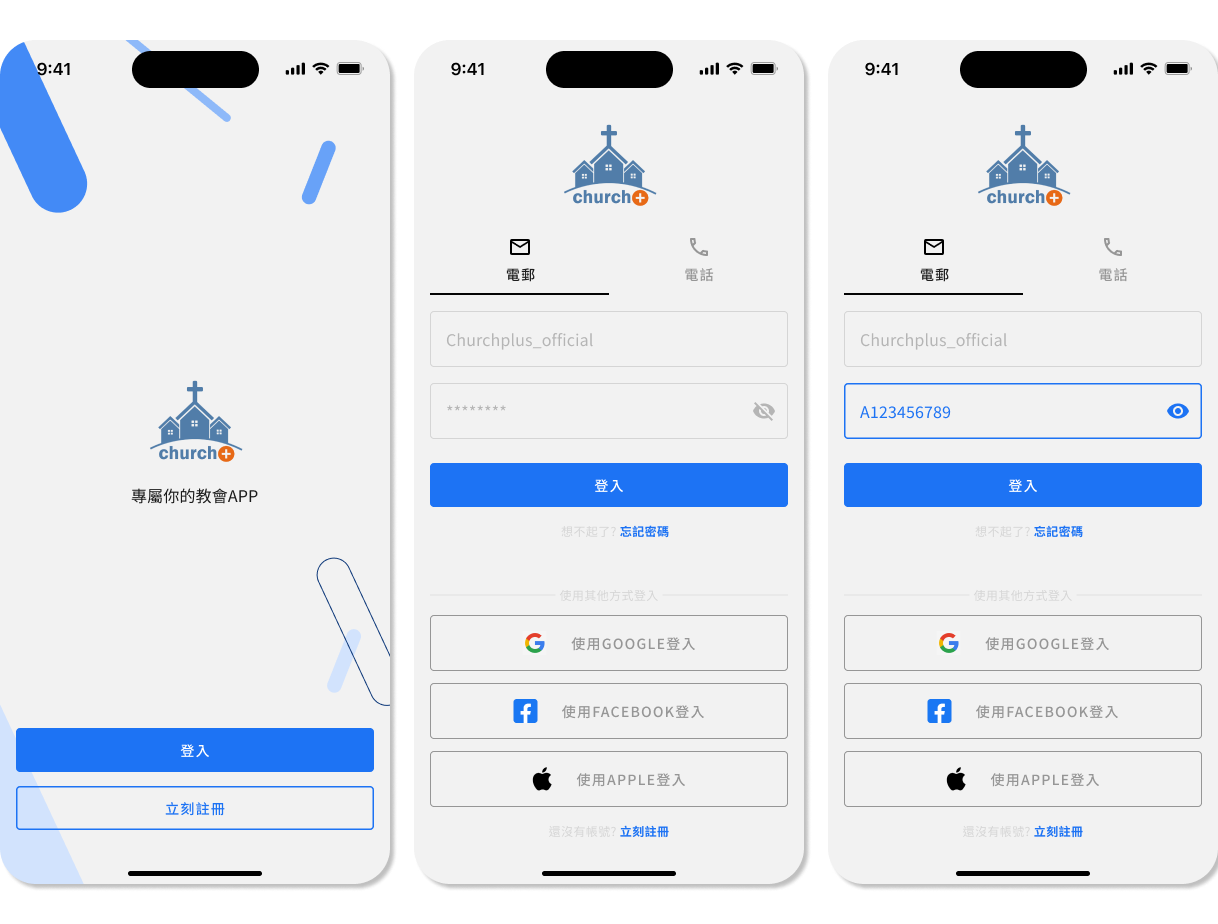 9:41
church+
專屬你的教會APP
登入
立刻註冊
9:41
church+
電郵
電話
Churchplus_official
********
登入
想不起了? 忘記密碼
使用其他方式登入
使用GOOGLE登入
使用FACEBOOK登入
使用APPLE登入
還沒有帳號? 立刻註冊
9:41
church+
電郵
電話
Churchplus_official
A123456789
登入
想不起了? 忘記密碼
使用其他方式登入
使用GOOGLE登入
使用FACEBOOK登入
使用APPLE登入
還沒有帳號? 立刻註冊